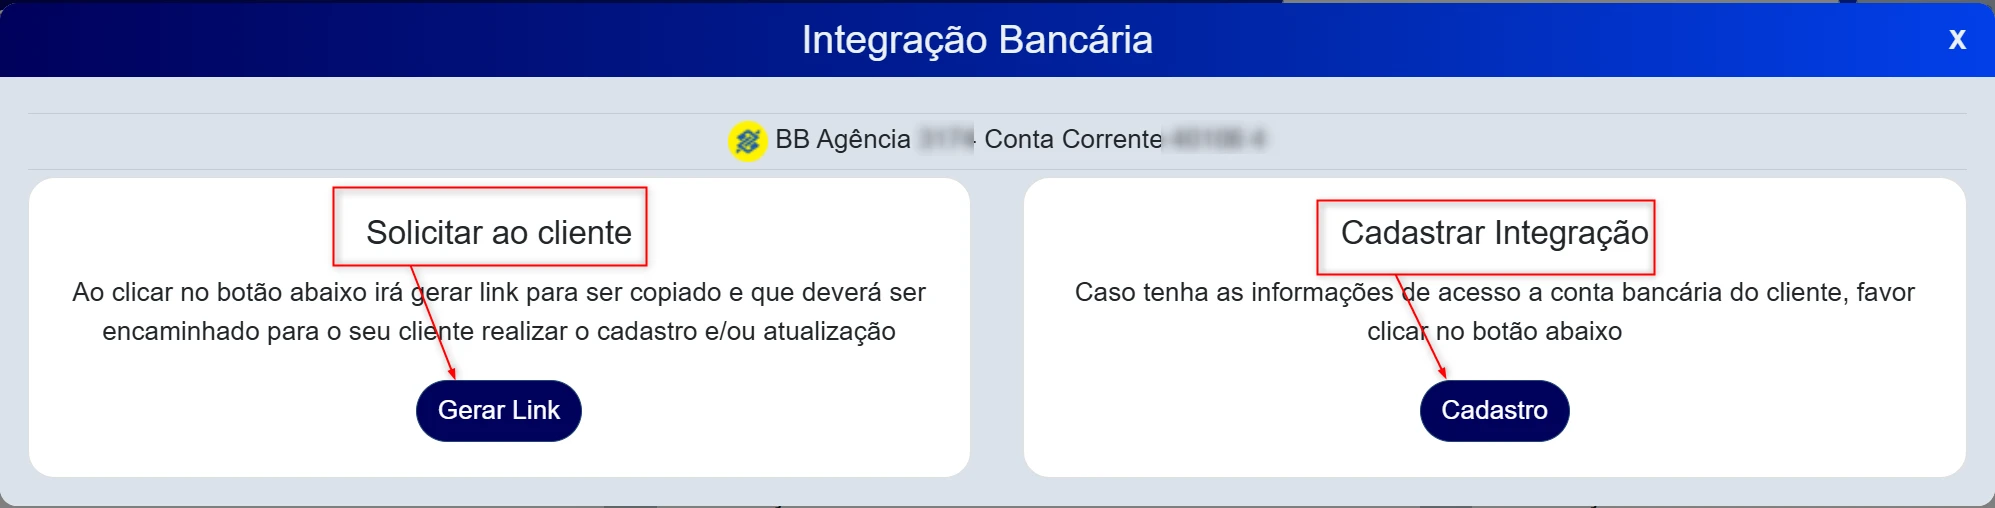 Integração Bancária
X
BB Agência - Conta Corrente
Solicitar ao cliente
Ao clicar no botão abaixo irá gerar link para ser copiado e que deverá ser
encaminhado para o seu cliente realizar o cadastro e/ou atualização
Gerar Link
Cadastrar Integração
Caso tenha as informações de acesso a conta bancária do cliente, favor
clicar no botão abaixo
Cadastro